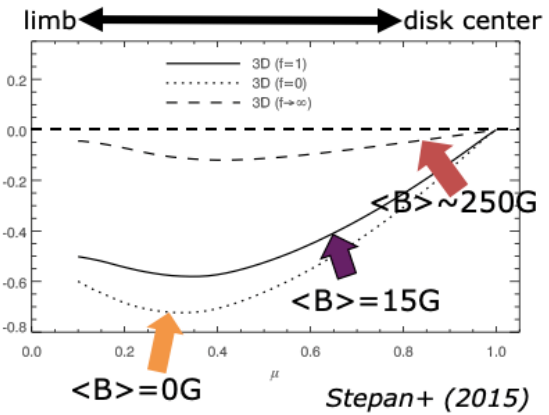 limb disk center
0.2
3D (f=1)
3D (f=0)
3D (f→∞)
0.0
-0.2
<B>~250G
-0.4
-0.6
<B>=15G
-0.8
0.0 0.2 0.4 0.6 0.8 1.0
μ
<B>=0G
Stepan+ (2015)